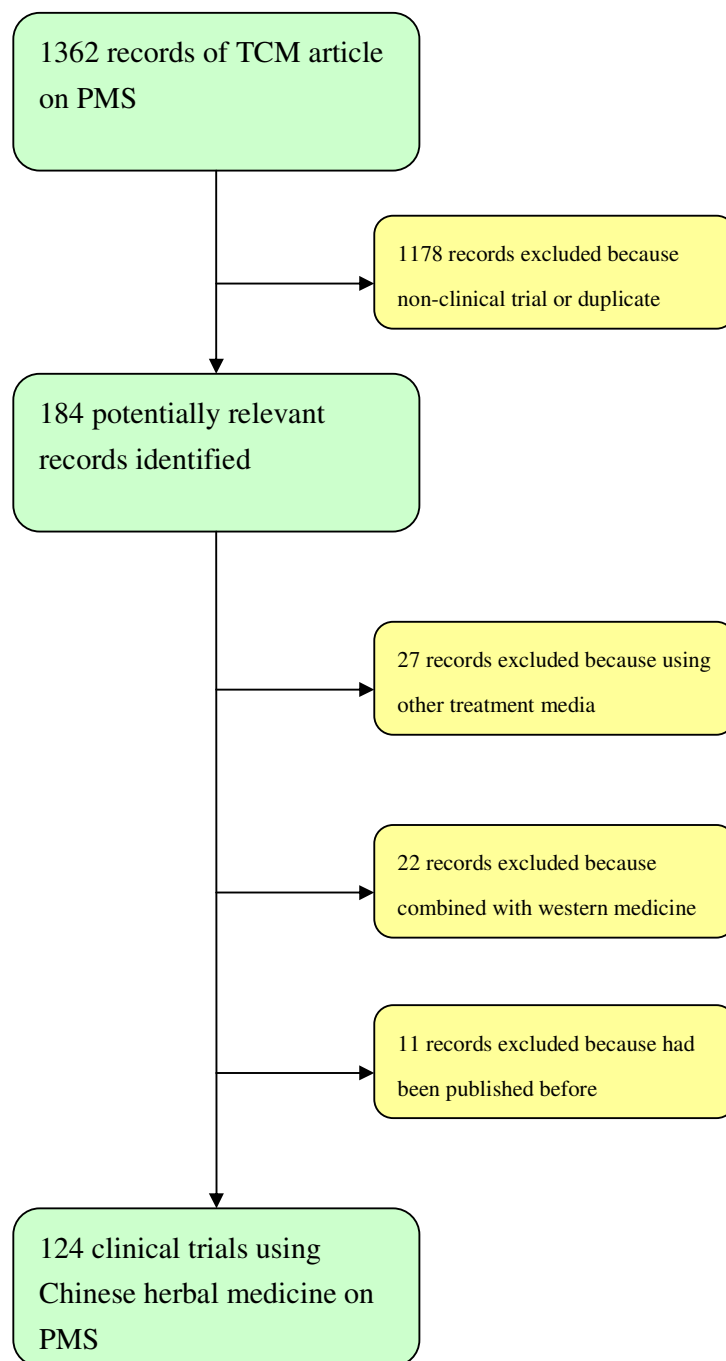 1362 records of TCM article
on PMS
1178 records excluded because
non-clinical trial or duplicate
184 potentially relevant
records identified
27 records excluded because using
other treatment media
22 records excluded because
combined with western medicine
11 records excluded because had
been published before
124 clinical trials using
Chinese herbal medicine on
PMS